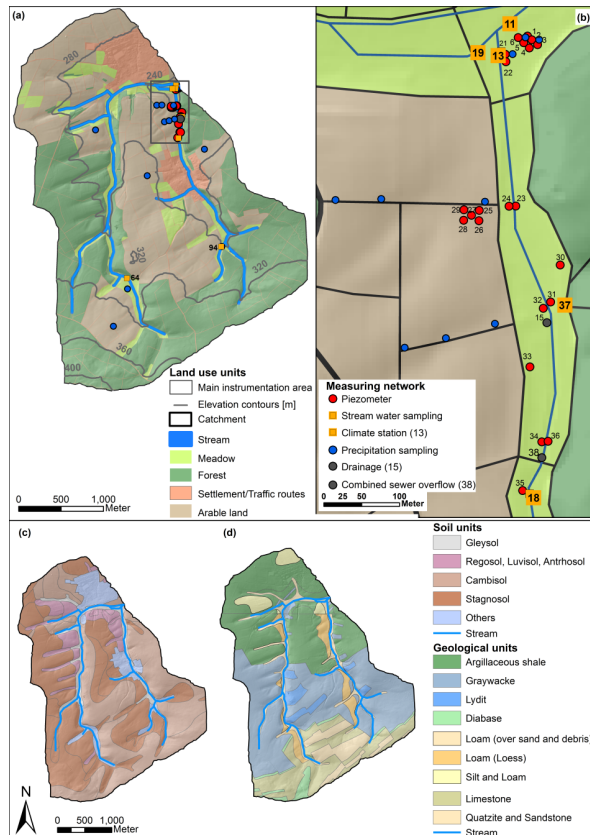 (a)
280
240
320
94
64
320
360
400
Land use units
Main instrumentation area
Elevation contours [m]
Catchment
Stream
Meadow
Forest
Settlement/Traffic routes
Arable land
0 500 1,000
Meter
(b)
11
19
13
21
22
1
2
3
4
5
6
24 23
29 27 25
28 26
30
31
32
37
15
33
34 36
38
35
18
Measuring network
Piezometer
Stream water sampling
Climate station (13)
Precipitation sampling
Drainage (15)
Combined sewer overflow (38)
0 50 100
Meter
(c)
(d)
Soil units
Gleysol
Regosol, Luvisol, Antrhosol
Cambisol
Stagnosol
Others
Stream
Geological units
Argillaceous shale
Graywacke
Lydit
Diabase
Loam (over sand and debris)
Loam (Loess)
Silt and Loam
Limestone
Quatzite and Sandstone
Stream
N
0 500 1,000
Meter